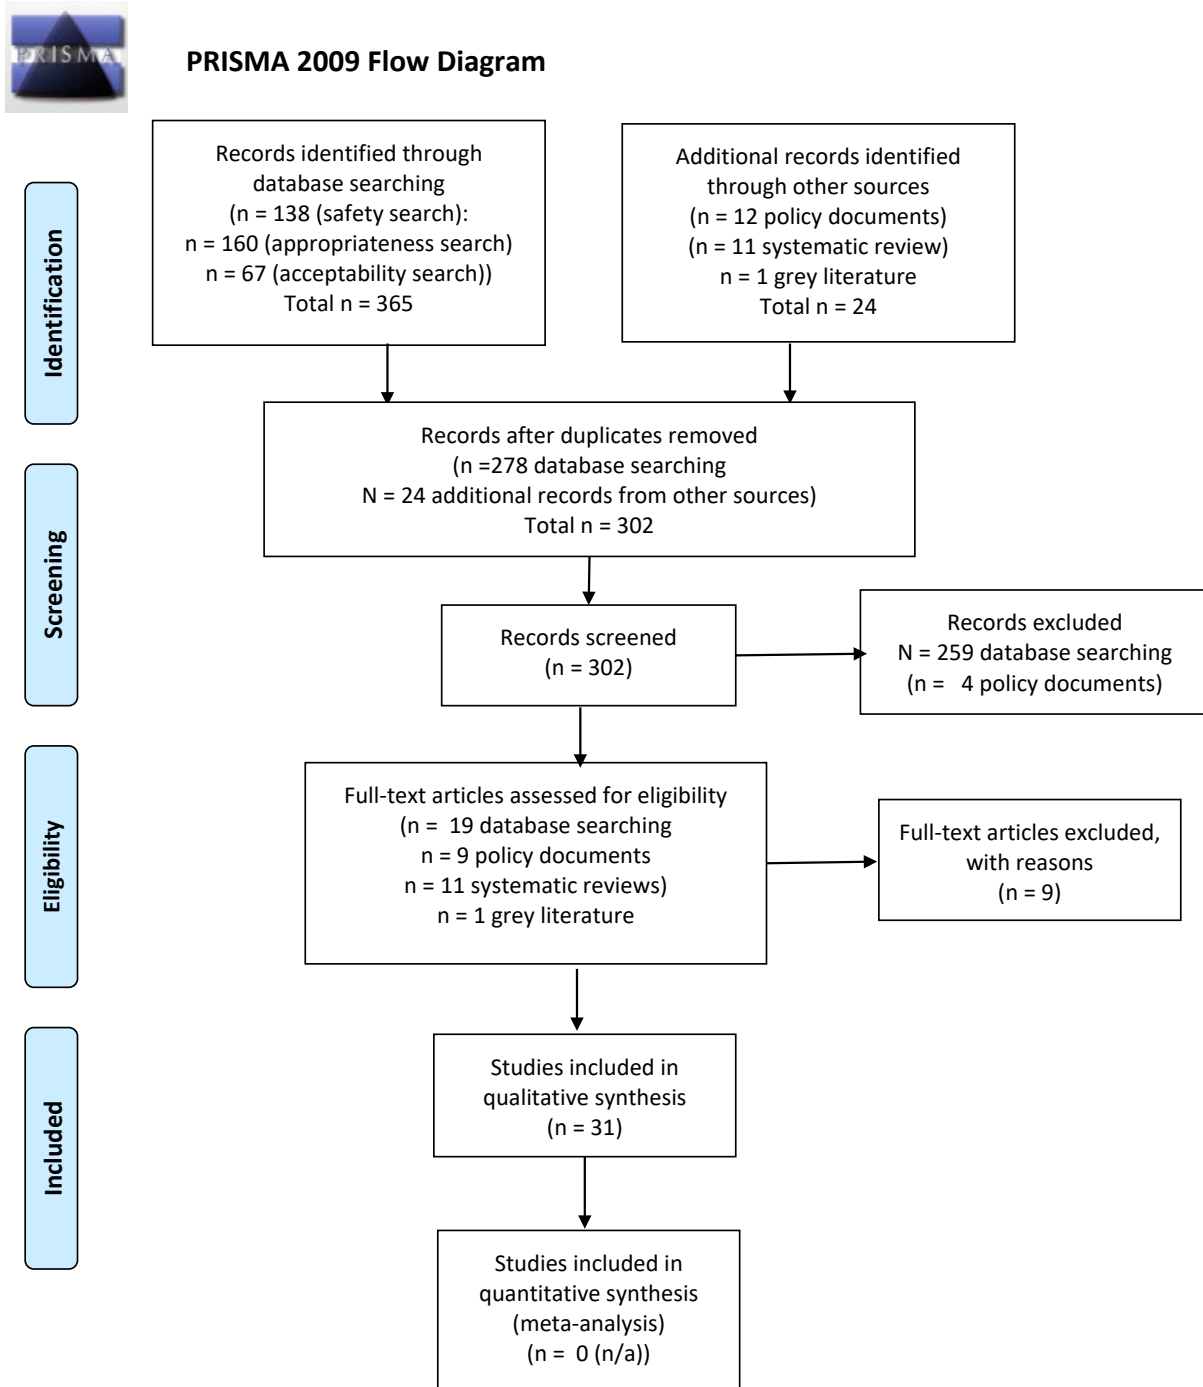 PRISMA
PRISMA 2009 Flow Diagram
Identification
Records identified through
database searching
(n = 138 (safety search):
n = 160 (appropriateness search)
n = 67 (acceptability search))
Total n = 365
Additional records identified
through other sources
(n = 12 policy documents)
(n = 11 systematic review)
n = 1 grey literature
Total n = 24
Records after duplicates removed
(n =278 database searching
N = 24 additional records from other sources)
Total n = 302
Screening
Records screened
(n = 302)
Records excluded
N = 259 database searching
(n =   4 policy documents)
Eligibility
Full-text articles assessed for eligibility
(n =  19 database searching
n = 9 policy documents
n = 11 systematic reviews)
n = 1 grey literature
Full-text articles excluded,
with reasons
(n = 9)
Included
Studies included in
qualitative synthesis
(n = 31)
Studies included in
quantitative synthesis
(meta-analysis)
(n =  0 (n/a))